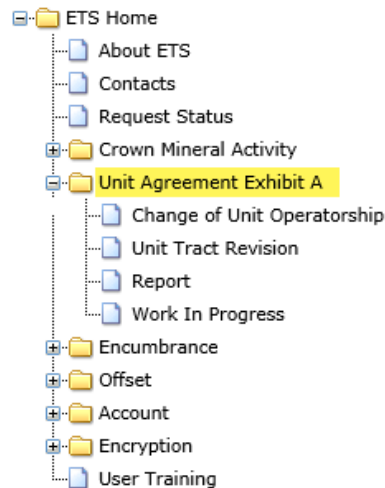 ETS Home
About ETS
Contacts
Request Status
Crown Mineral Activity
Unit Agreement Exhibit A
Change of Unit Operatorship
Unit Tract Revision
Report
Work In Progress
Encumbrance
Offset
Account
Encryption
User Training